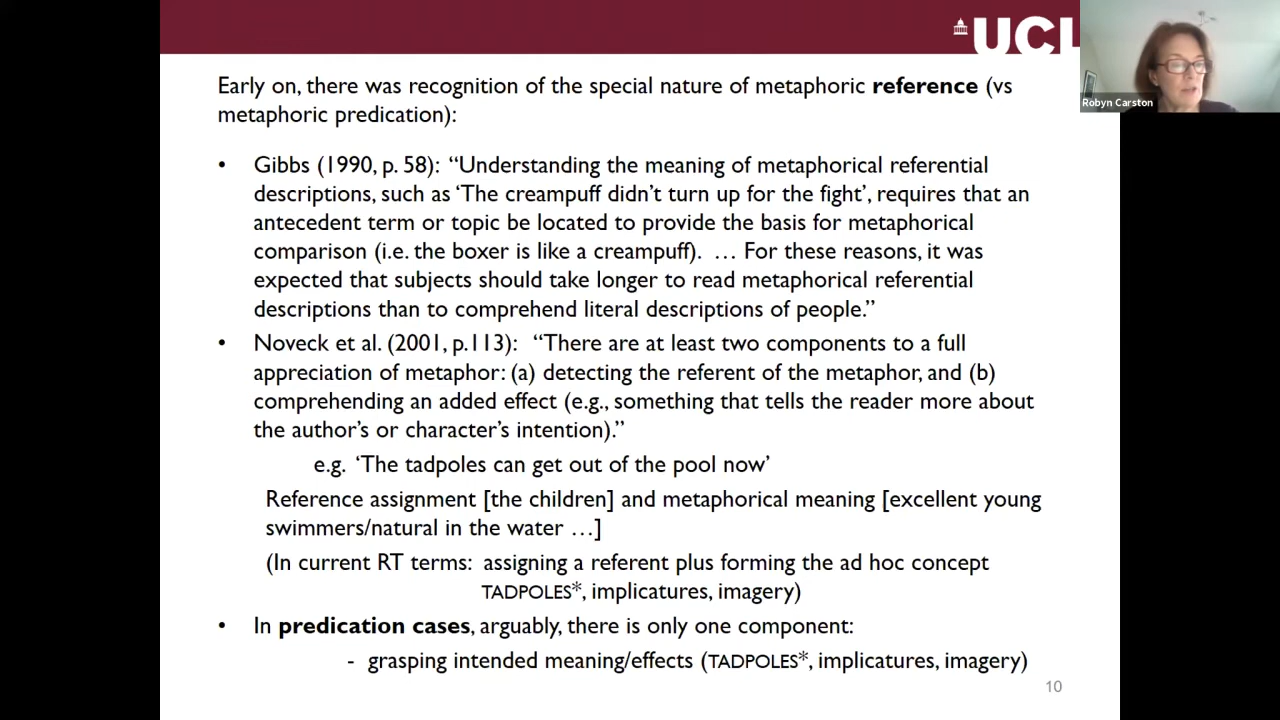 UCL
Robyn Carston
Early on, there was recognition of the special nature of metaphoric reference (vs
metaphoric predication):
• Gibbs (1990, p. 58): “Understanding the meaning of metaphorical referential
descriptions, such as ‘The creampuff didn’t turn up for the fight’, requires that an
antecedent term or topic be located to provide the basis for metaphorical
comparison (i.e. the boxer is like a creampuff). … For these reasons, it was
expected that subjects should take longer to read metaphorical referential
descriptions than to comprehend literal descriptions of people.”
• Noveck et al. (2001, p.113): “There are at least two components to a full
appreciation of metaphor: (a) detecting the referent of the metaphor, and (b)
comprehending an added effect (e.g., something that tells the reader more about
the author’s or character’s intention).”
e.g. ‘The tadpoles can get out of the pool now’
Reference assignment [the children] and metaphorical meaning [excellent young
swimmers/natural in the water …]
(In current RT terms: assigning a referent plus forming the ad hoc concept
TADPOLES*, implicatures, imagery)
• In predication cases, arguably, there is only one component:
- grasping intended meaning/effects (TADPOLES*, implicatures, imagery)
10